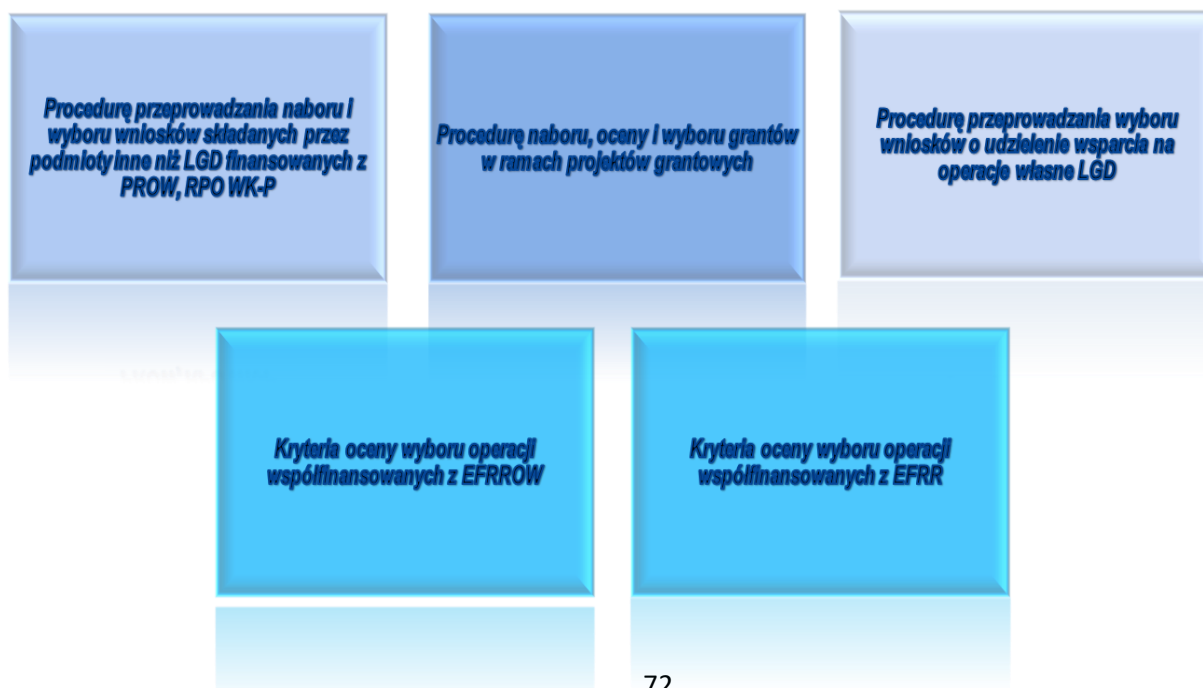 Procedurę przeprowadzania naboru i
wyboru wniosków składanych przez
podmioty inne niż LGD finansowanych z
PROW, RPO WK-P
Procedurę naboru, oceny i wyboru grantów
w ramach projektów grantowych
Procedurę przeprowadzania wyboru
wniosków o udzielenie wsparcia na
operacje własne LGD
Kryteria oceny wyboru operacji
współfinansowanych z EFRROW
Kryteria oceny wyboru operacji
współfinansowanych z EFRR
72